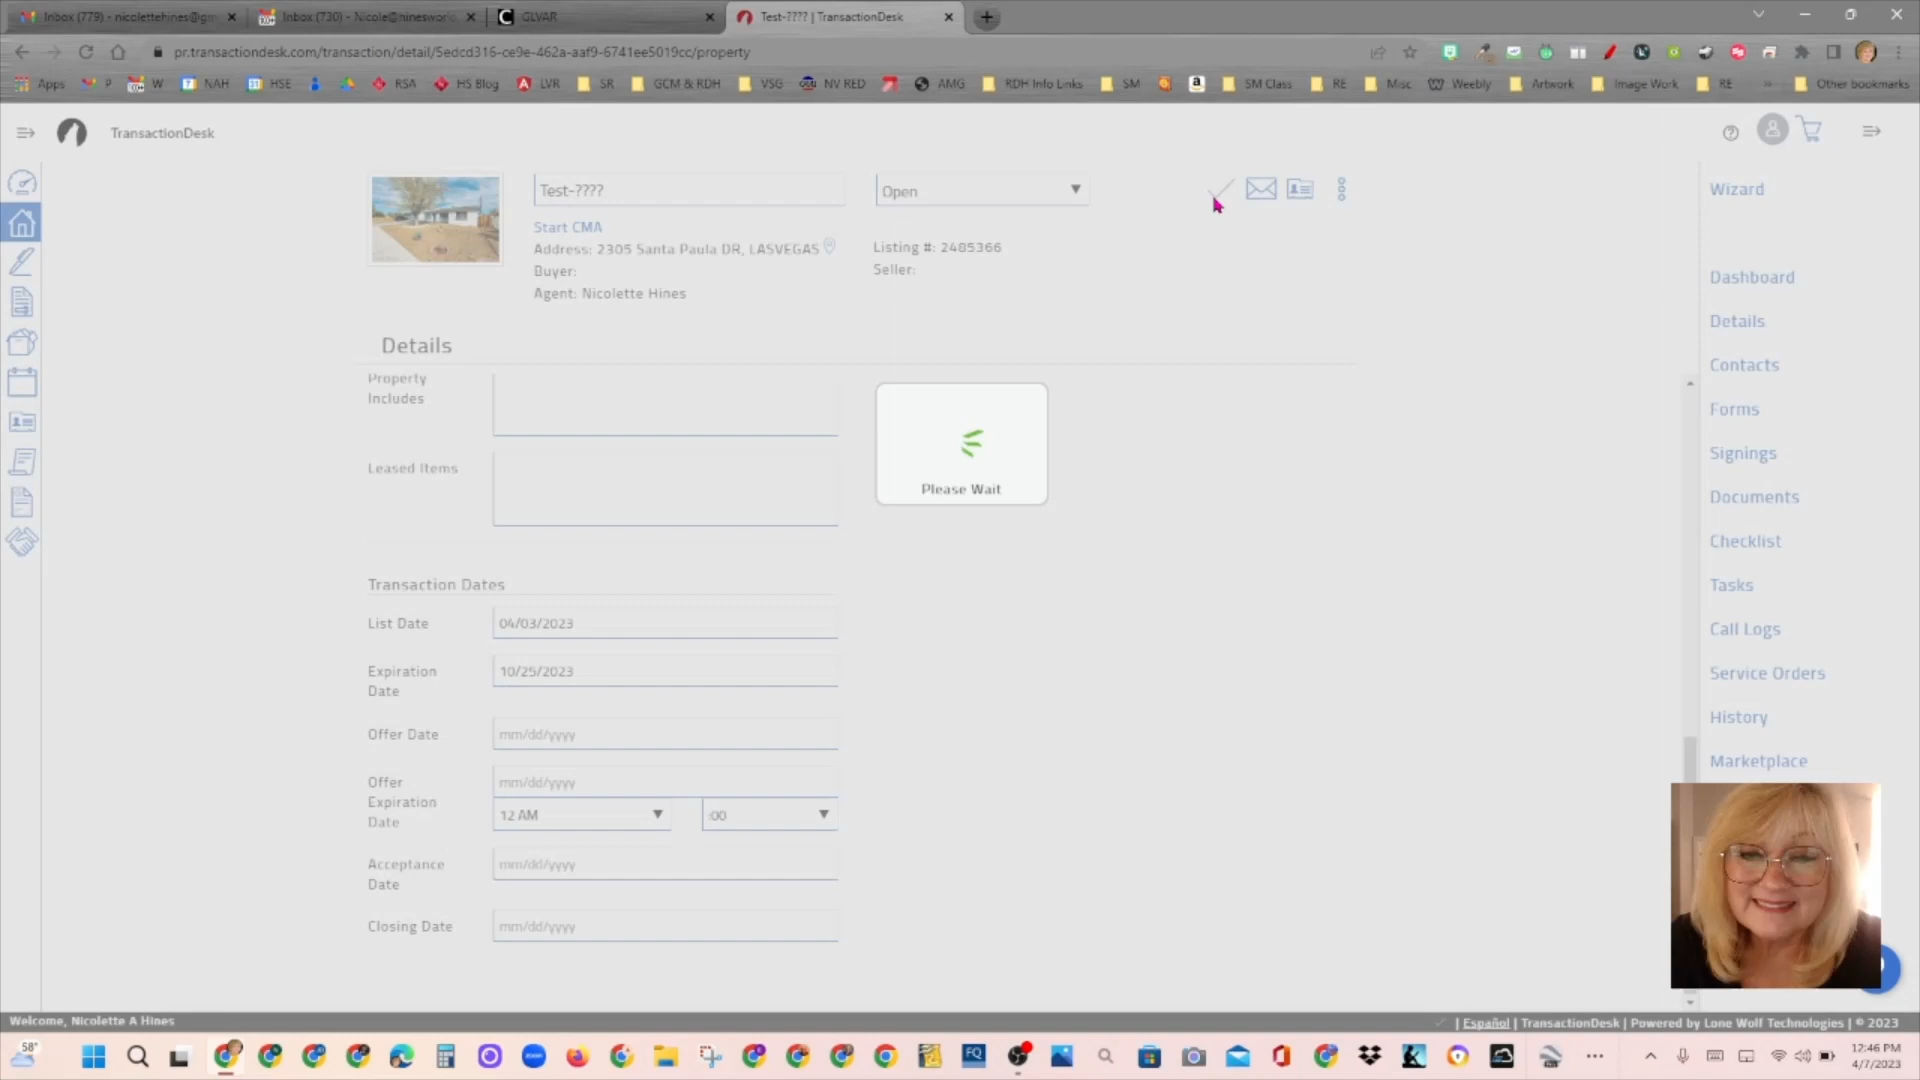 Inbox (779) - nicolettehines@gm
Inbox (730) - Nicole@hinesworld
GLVAR
Test-???? | TransactionDesk
pr.transactiondesk.com/transaction/detail/5edcd316-ce9e-462a-aaf9-6741ee5019cc/property
Apps
P
W
NAH
HSE
RSA
HS Blog
LVR
SR
GCM & RDH
VSG
NV RED
AMG
RDH Info Links
SM
SM Class
RE
Misc
Weebly
Artwork
Image Work
RE
»
Other bookmarks
TransactionDesk
Test-????
Open
Wizard
Start CMA
Address: 2305 Santa Paula DR, LASVEGAS
Listing #: 2485366
Buyer:
Seller:
Agent: Nicolette Hines
Dashboard
Details
Contacts
Forms
Signings
Documents
Checklist
Tasks
Call Logs
Service Orders
History
Marketplace
Details
Property Includes
Leased Items
Please Wait
Transaction Dates
List Date
04/03/2023
Expiration Date
10/25/2023
Offer Date
mm/dd/yyyy
Offer Expiration Date
mm/dd/yyyy
12 AM
:00
Acceptance Date
mm/dd/yyyy
Closing Date
mm/dd/yyyy
Welcome, Nicolette A Hines
| Español | TransactionDesk | Powered by Lone Wolf Technologies | © 2023
58°
zoom
FQ
12:46 PM
4/7/2023